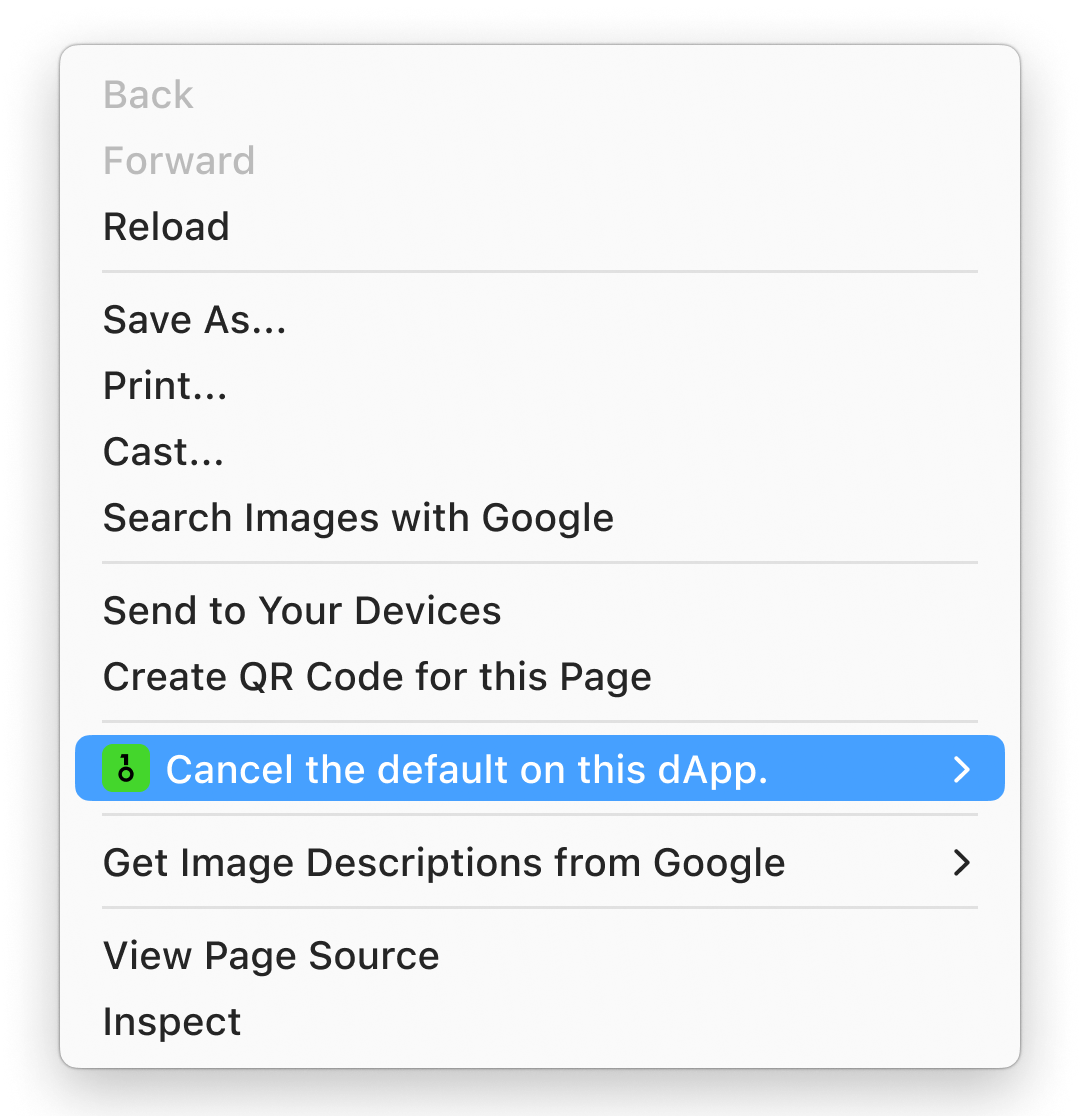 Back
Forward
Reload
Save As...
Print...
Cast...
Search Images with Google
Send to Your Devices
Create QR Code for this Page
Cancel the default on this dApp.
Get Image Descriptions from Google
View Page Source
Inspect